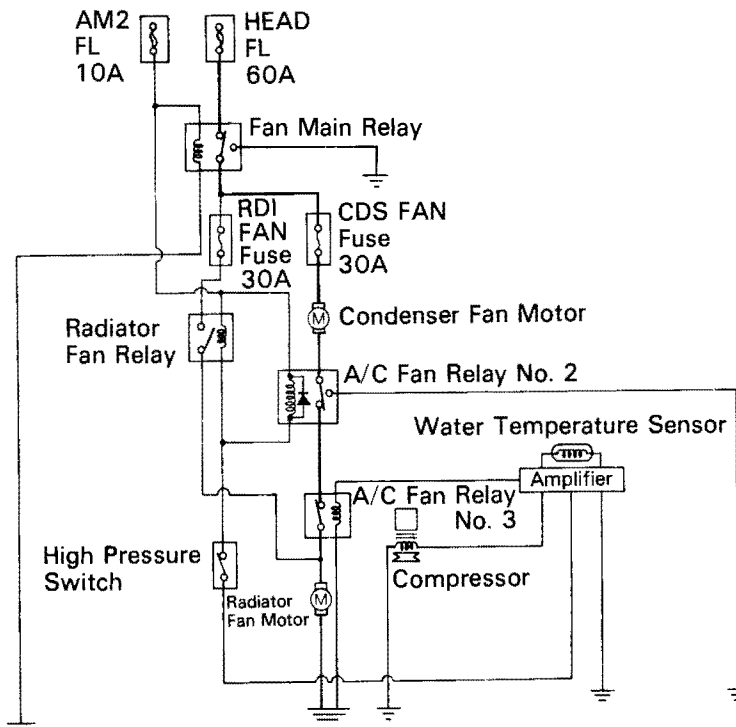 AM2
FL
10A
HEAD
FL
60A
Fan Main Relay
RDI
FAN
Fuse
30A
CDS FAN
Fuse
30A
M
Condenser Fan Motor
Radiator
Fan Relay
A/C Fan Relay No. 2
Water Temperature Sensor
Amplifier
A/C Fan Relay
No. 3
Compressor
High Pressure
Switch
M
Radiator
Fan Motor